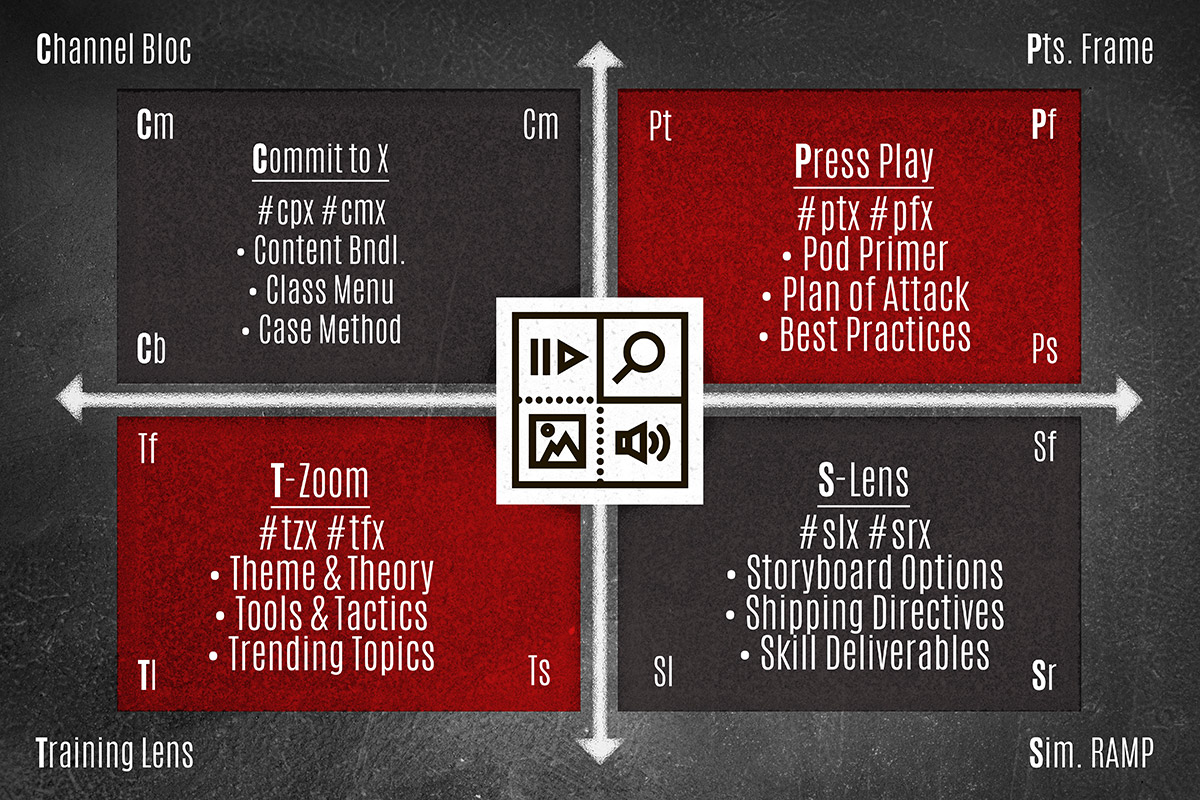 Channel Bloc
Pts. Frame
Cm
Cm
Commit to X
#cpx #cmx
• Content Bndl.
• Class Menu
• Case Method
Cb
Pt
Pf
Press Play
#ptx #pfx
• Pod Primer
• Plan of Attack
• Best Practices
Ps
Tf
T-Zoom
#tzx #tfx
• Theme & Theory
• Tools & Tactics
• Trending Topics
Tl
Ts
Sf
S-Lens
#slx #srx
• Storyboard Options
• Shipping Directives
• Skill Deliverables
Sl
Sr
Training Lens
Sim. RAMP